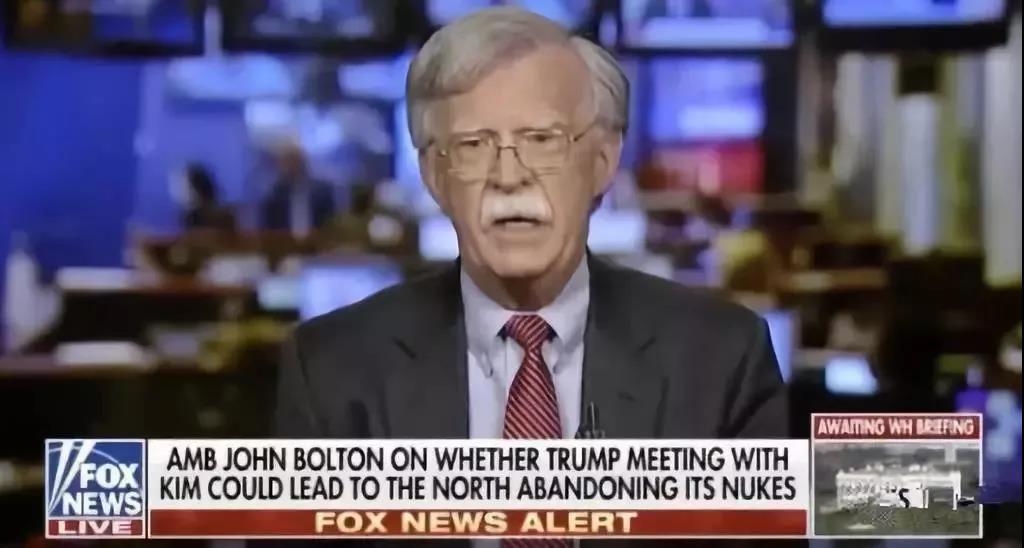 AWAITING WH BRIEFING
FOX
NEWS
LIVE
AMB JOHN BOLTON ON WHETHER TRUMP MEETING WITH
KIM COULD LEAD TO THE NORTH ABANDONING ITS NUKES
FOX NEWS ALERT